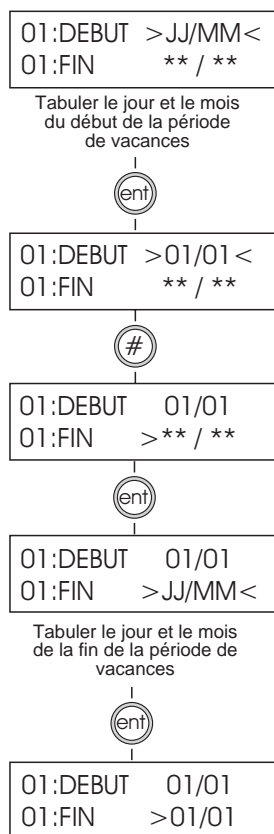 01:DEBUT >JJ/MM<
01:FIN ** / **
Tabuler le jour et le mois
du début de la période
de vacances
ent
01:DEBUT >01/01<
01:FIN ** / **
#
01:DEBUT 01/01
01:FIN >** / **
ent
01:DEBUT 01/01
01:FIN >JJ/MM<
Tabuler le jour et le mois
de la fin de la période de
vacances
ent
01:DEBUT 01/01
01:FIN >01/01